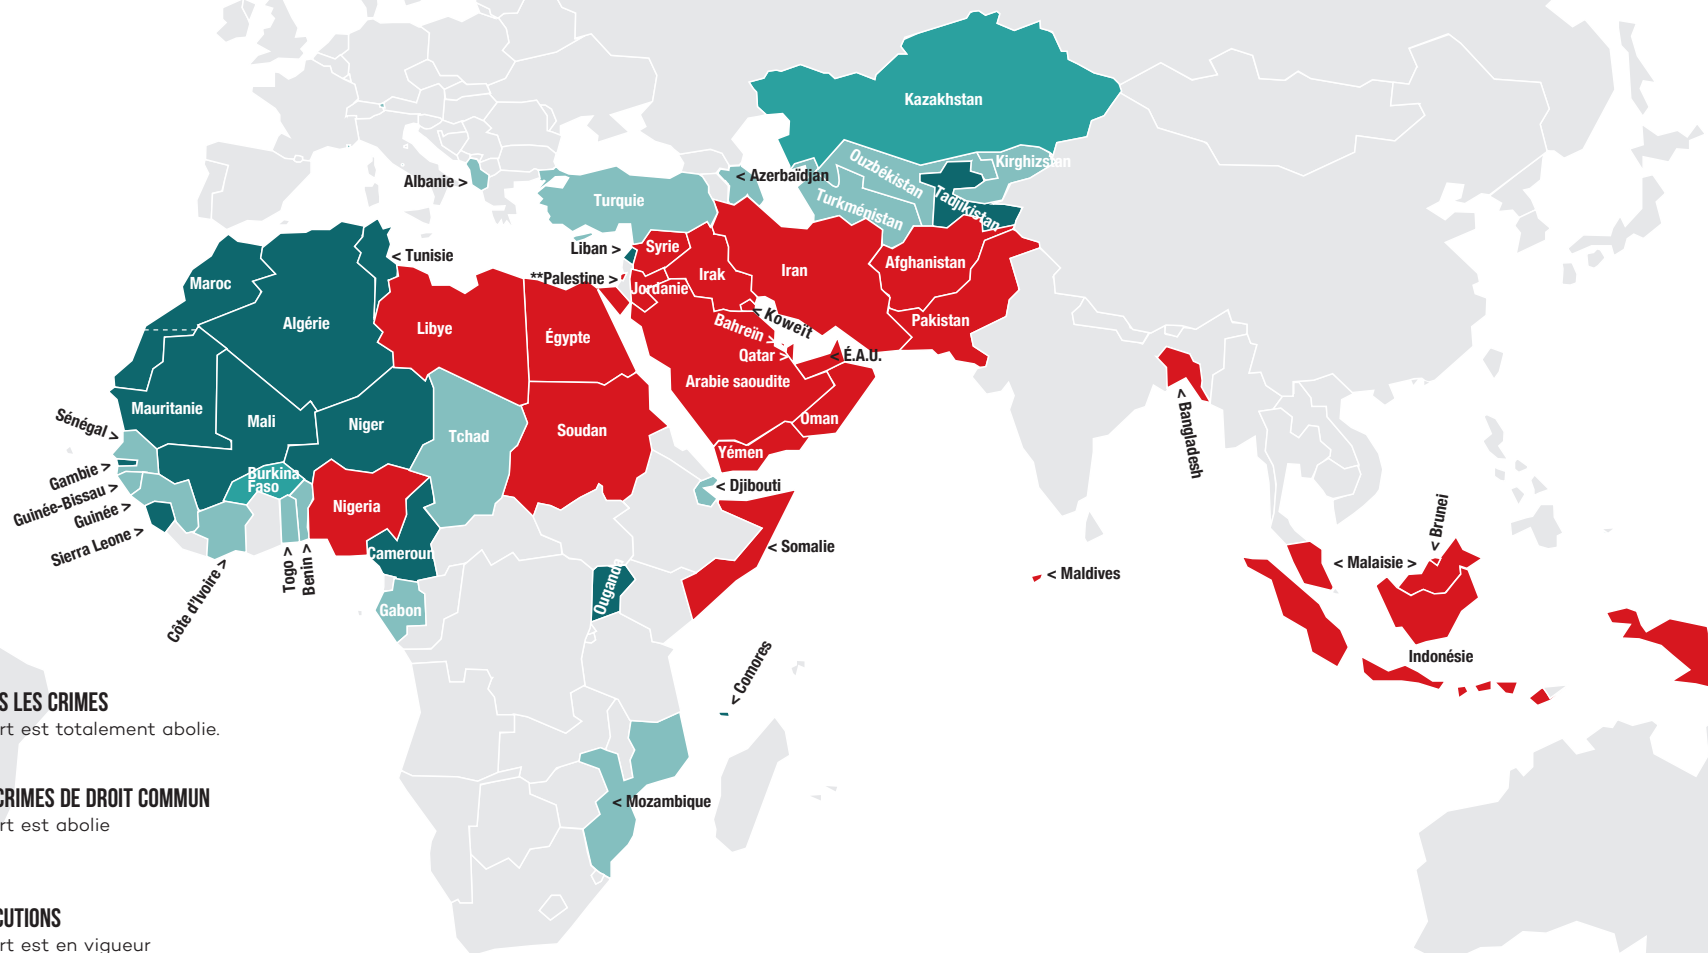 Kazakhstan
Ouzbékistan
Kirghizstan
Albanie >
< Azerbaïdjan
Turquie
Turkménistan
Tadjikistan
Liban >
Syrie
< Tunisie
**Palestine >
Irak
Iran
Afghanistan
Maroc
Jordanie
Algérie
Libye
Égypte
< Koweït
Bahreïn >
Pakistan
Qatar >
< É.A.U.
Arabie saoudite
Mauritanie
Mali
Niger
Tchad
Soudan
Oman
Yémen
< Bangladesh
Sénégal >
Gambie >
Guinée-Bissau >
Guinée >
Sierra Leone >
Burkina
Faso
Nigeria
< Djibouti
Côte d'Ivoire >
Togo >
Benin >
Cameroun
< Somalie
< Maldives
< Malaisie >
< Brunei
Gabon
Ouganda
Indonésie
< Comores
< Mozambique
S LES CRIMES
rt est totalement abolie.
CRIMES DE DROIT COMMUN
rt est abolie
CUTIONS
rt est en vigueur